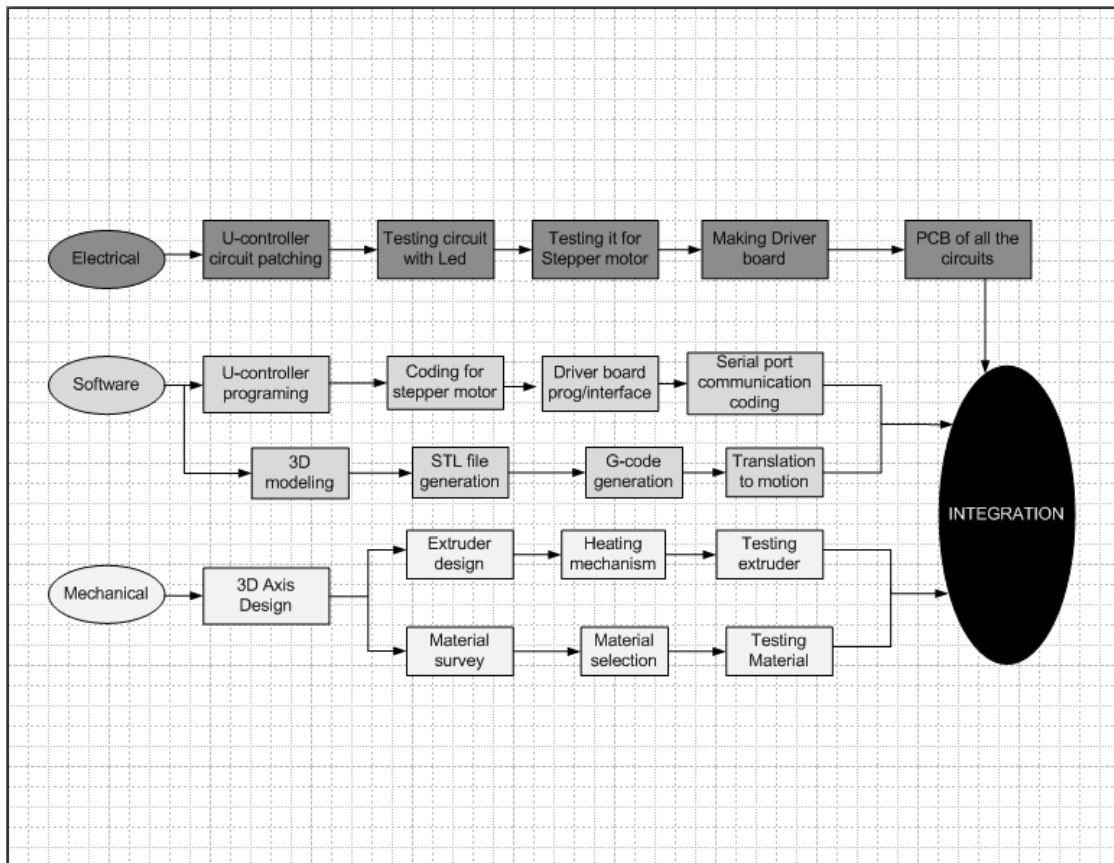 Electrical
U-controller
circuit patching
Testing circuit
with Led
Testing it for
Stepper motor
Making Driver
board
PCB of all the
circuits
Software
U-controller
programing
Coding for
stepper motor
Driver board
prog/interface
Serial port
communication
coding
3D
modeling
STL file
generation
G-code
generation
Translation
to motion
INTEGRATION
Mechanical
3D Axis
Design
Extruder
design
Heating
mechanism
Testing
extruder
Material
survey
Material
selection
Testing
Material